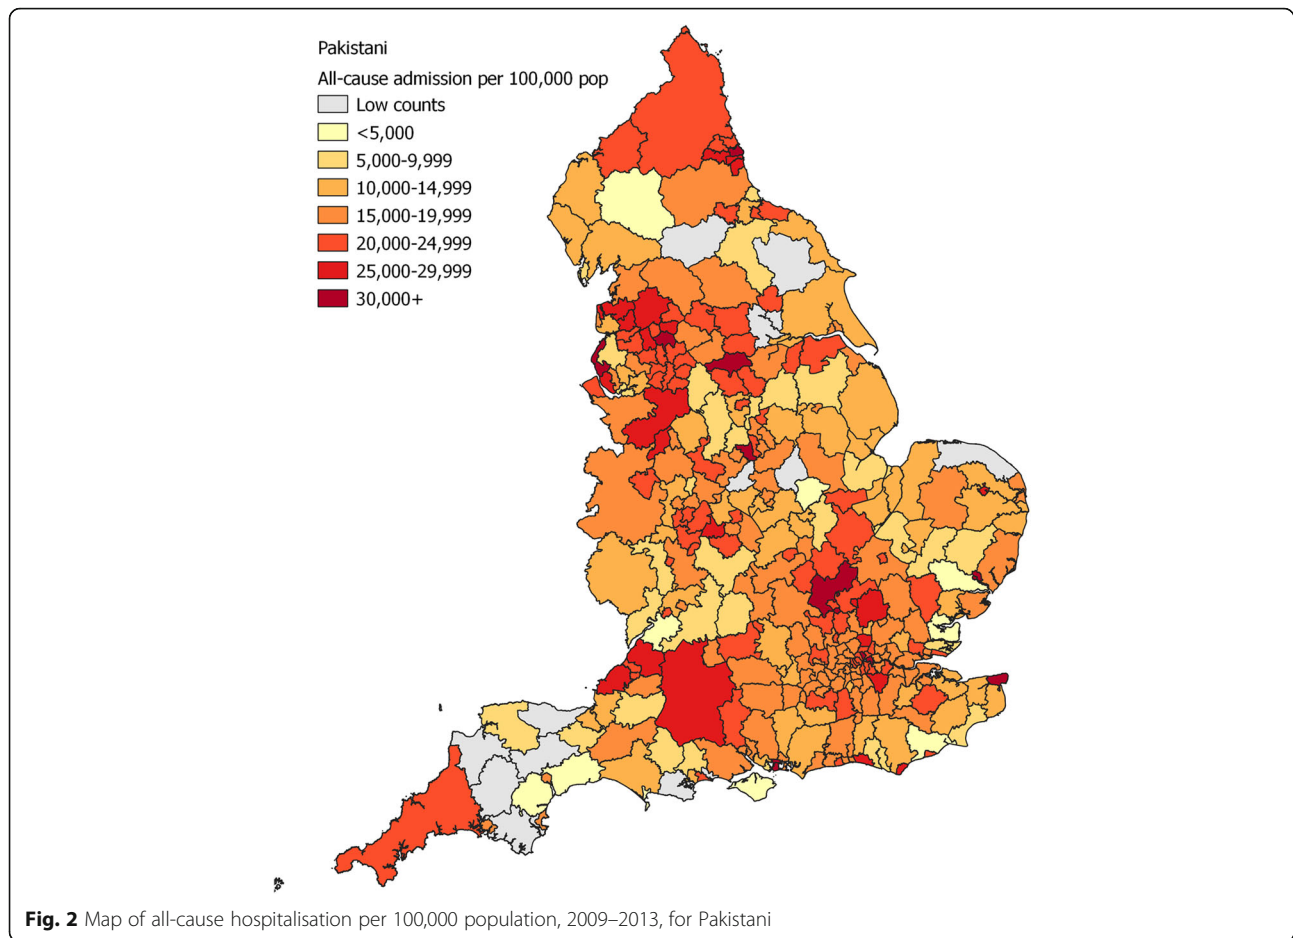 Pakistani
All-cause admission per 100,000 pop
Low counts
<5,000
5,000-9,999
10,000-14,999
15,000-19,999
20,000-24,999
25,000-29,999
30,000+
Fig. 2 Map of all-cause hospitalisation per 100,000 population, 2009–2013, for Pakistani